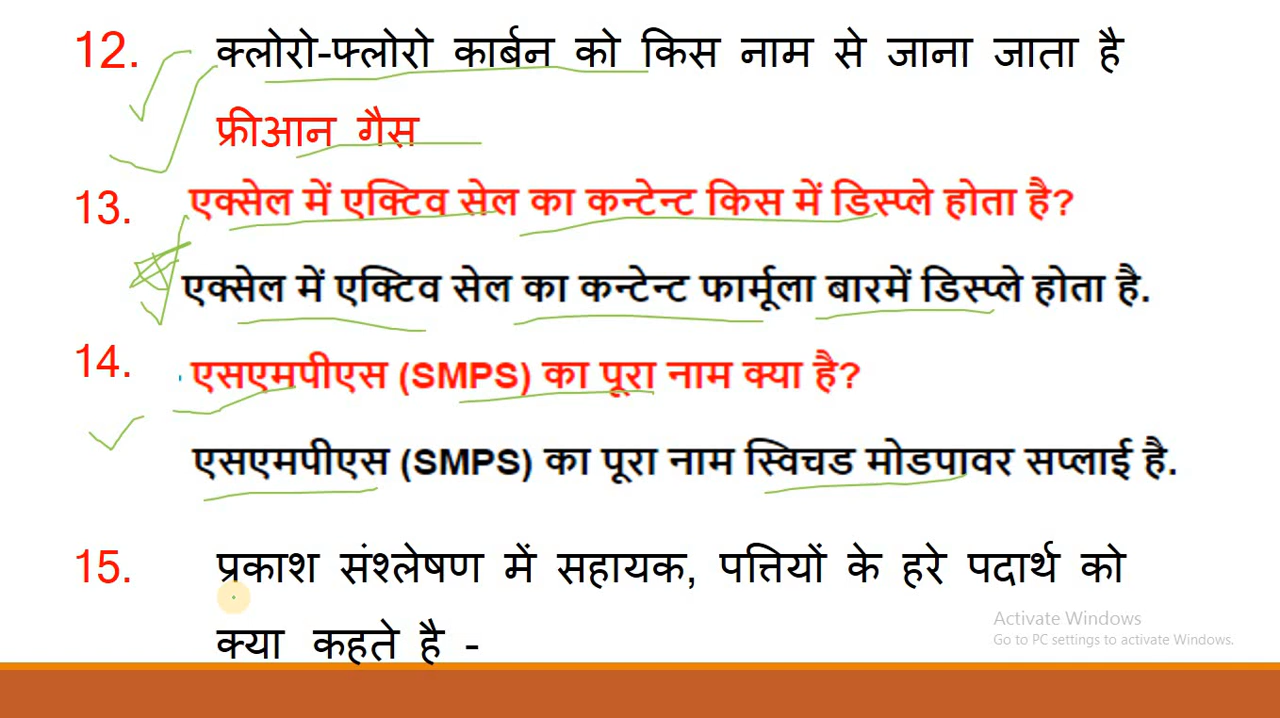 12. क्लोरो-फ्लोरो कार्बन को किस नाम से जाना जाता है
फ्रीआन गैस
13. एक्सेल में एक्टिव सेल का कन्टेन्ट किस में डिस्प्ले होता है?
एक्सेल में एक्टिव सेल का कन्टेन्ट फार्मूला बारमें डिस्प्ले होता है.
14. एसएमपीएस (SMPS) का पूरा नाम क्या है?
एसएमपीएस (SMPS) का पूरा नाम स्विचड मोडपावर सप्लाई है.
15. प्रकाश संश्लेषण में सहायक, पत्तियों के हरे पदार्थ को
क्या कहते है -
Activate Windows
Go to PC settings to activate Windows.